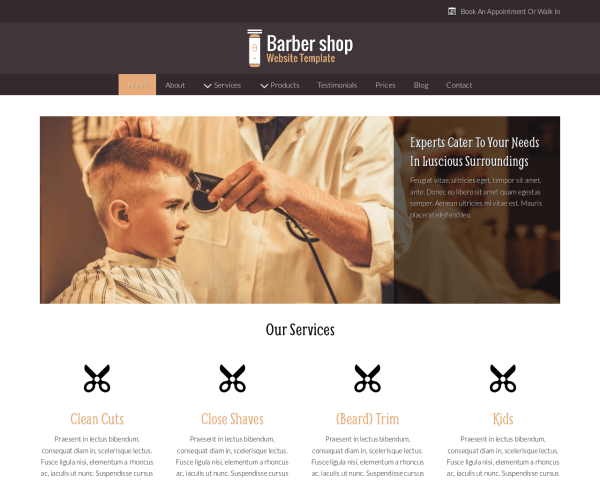 Book An Appointment Or Walk In
Barber shop
Website Template
Home About Services Products Testimonials Prices Blog Contact
Experts Cater To Your Needs
In Luscious Surroundings
Feugiat vitae, ultricies eget, tempor sit amet,
ante. Donec eu libero sit amet quam egestas
semper. Aenean ultricies mi vitae est. Mauris
placerat eleifend leo.
Our Services
Clean Cuts
Praesent in lectus bibendum,
consequat diam in, scelerisque lectus.
Fusce ligula nisi, elementum a rhoncus
ac, iaculis ut nunc. Suspendisse cursus
Close Shaves
Praesent in lectus bibendum,
consequat diam in, scelerisque lectus.
Fusce ligula nisi, elementum a rhoncus
ac, iaculis ut nunc. Suspendisse cursus
(Beard) Trim
Praesent in lectus bibendum,
consequat diam in, scelerisque lectus.
Fusce ligula nisi, elementum a rhoncus
ac, iaculis ut nunc. Suspendisse cursus
Kids
Praesent in lectus bibendum,
consequat diam in, scelerisque lectus.
Fusce ligula nisi, elementum a rhoncus
ac, iaculis ut nunc. Suspendisse cursus